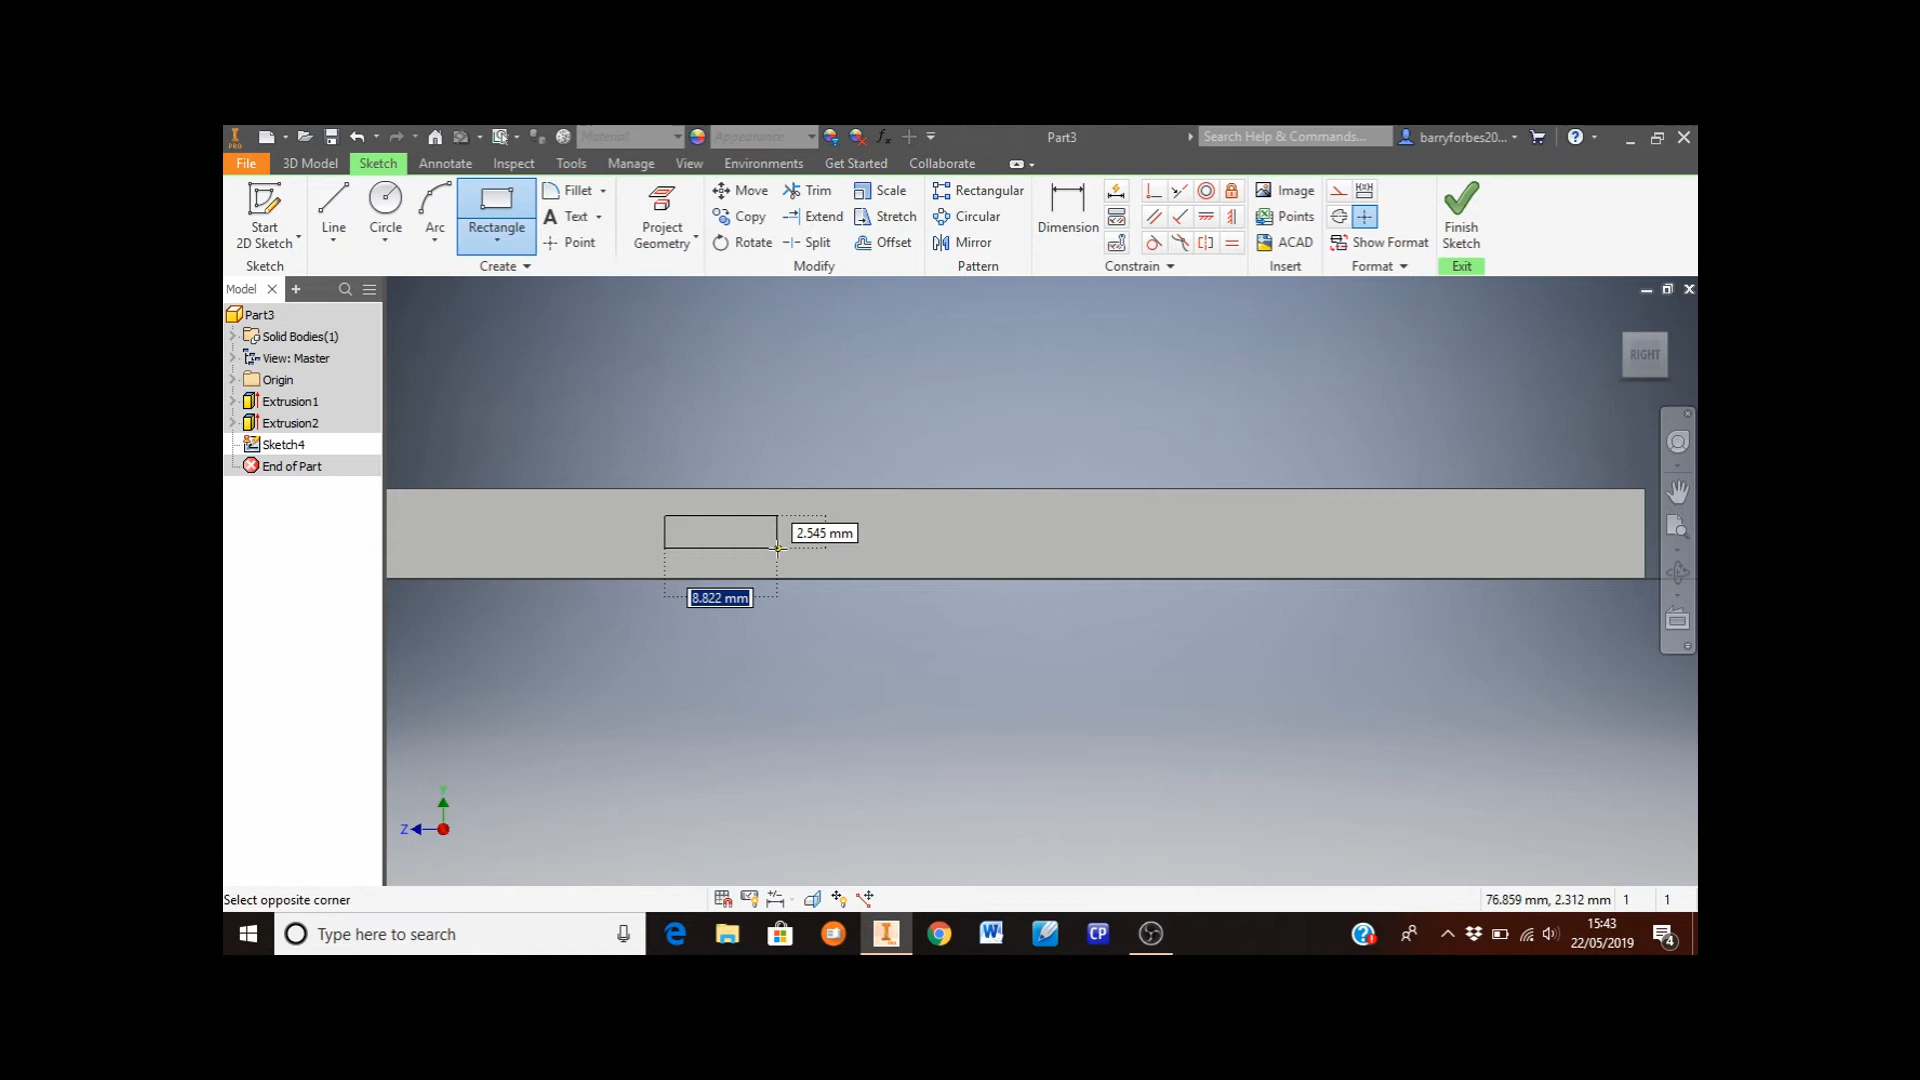 PRO
Material
Appearance
Part3
Search Help & Commands...
barryforbes20...
File
3D Model
Sketch
Annotate
Inspect
Tools
Manage
View
Environments
Get Started
Collaborate
Start
2D Sketch
Line
Circle
Arc
Rectangle
Fillet
Text
Point
Project
Geometry
Move
Copy
Rotate
Trim
Extend
Split
Scale
Stretch
Offset
Rectangular
Circular
Mirror
Dimension
Image
Points
ACAD
Show Format
Finish
Sketch
Sketch
Create
Modify
Pattern
Constrain
Insert
Format
Exit
Model
Part3
Solid Bodies(1)
View: Master
Origin
Extrusion1
Extrusion2
Sketch4
End of Part
RIGHT
2.545 mm
8.822 mm
Y
Z
Select opposite corner
76.859 mm, 2.312 mm
1
1
Type here to search
CP
15:43
22/05/2019
4